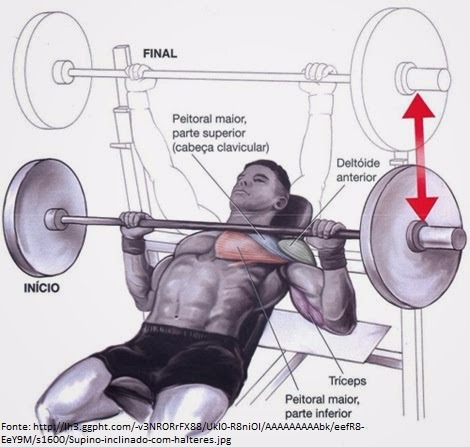 FINAL
Peitoral maior,
parte superior
(cabeça clavicular)
Deltóide
anterior
INÍCIO
Tríceps
Peitoral maior,
parte inferior
Fonte: http//lh3.ggpht.com/-v3NRORrFX88/UkI0-R8niOI/AAAAAAAAAbk/eefR8-
EeY9M/s1600/Supino-inclinado-com-halteres.jpg